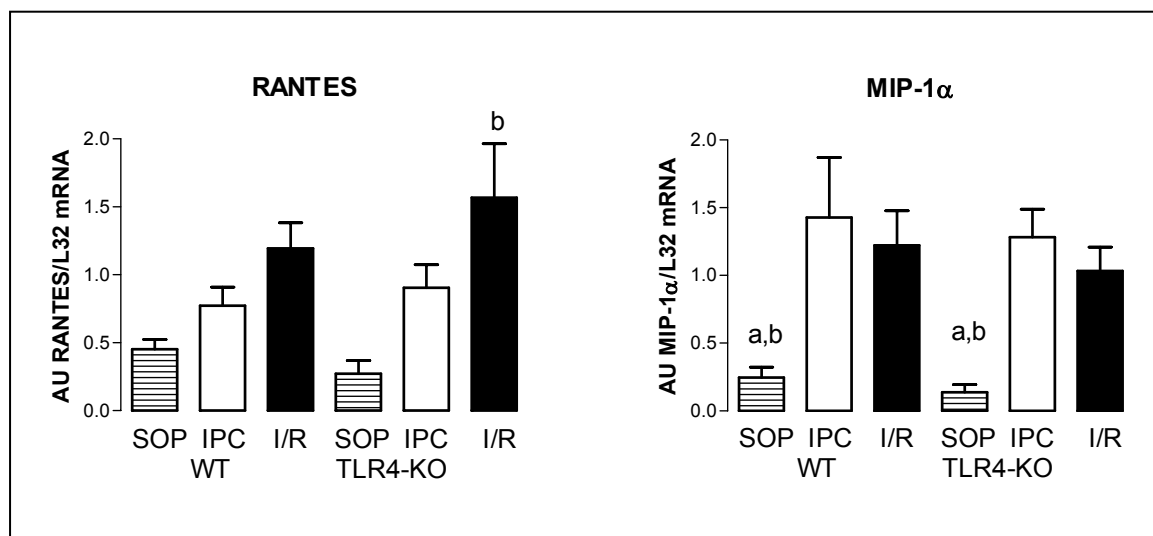 RANTES
AU RANTES/L32 mRNA
2.0
1.5
1.0
0.5
0.0
b
SOP IPC I/R SOP IPC I/R
WT TLR4-KO
MIP-1α
AU MIP-1α/L32 mRNA
2.0
1.5
1.0
0.5
0.0
a,b
a,b
SOP IPC I/R SOP IPC I/R
WT TLR4-KO